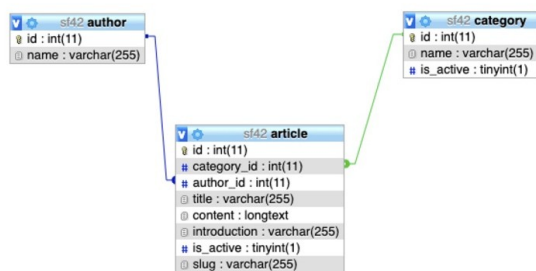 sf42 author
id : int(11)
name : varchar(255)
sf42 category
id : int(11)
name : varchar(255)
# is_active : tinyint(1)
sf42 article
id : int(11)
# category_id : int(11)
# author_id : int(11)
title : varchar(255)
content : longtext
introduction : varchar(255)
# is_active : tinyint(1)
slug : varchar(255)